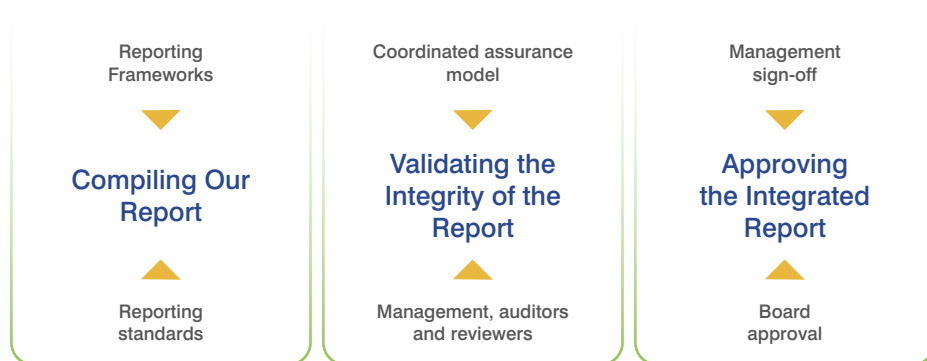 Reporting
Frameworks
Compiling Our
Report
Reporting
standards
Coordinated assurance
model
Validating the
Integrity of the
Report
Management, auditors
and reviewers
Management
sign-off
Approving
the Integrated
Report
Board
approval